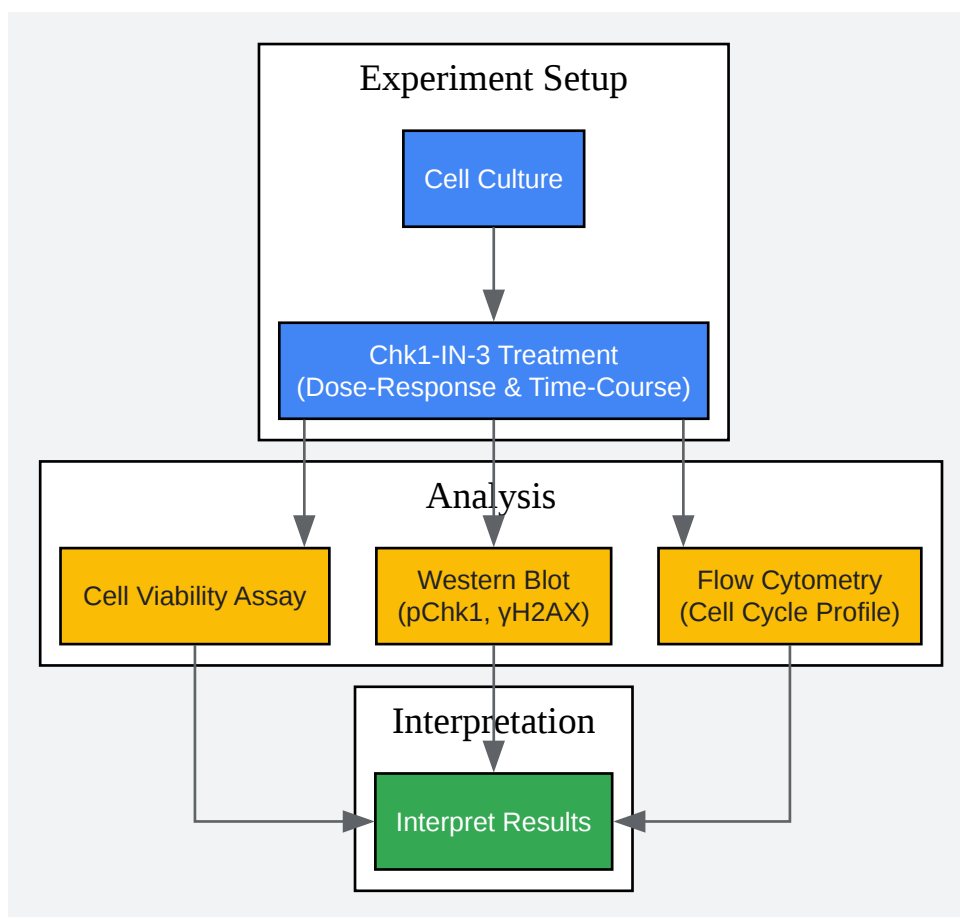 Experiment Setup
Cell Culture
Chk1-IN-3 Treatment
(Dose-Response & Time-Course)
Analysis
Cell Viability Assay
Western Blot
(pChk1, γH2AX)
Flow Cytometry
(Cell Cycle Profile)
Interpretation
Interpret Results